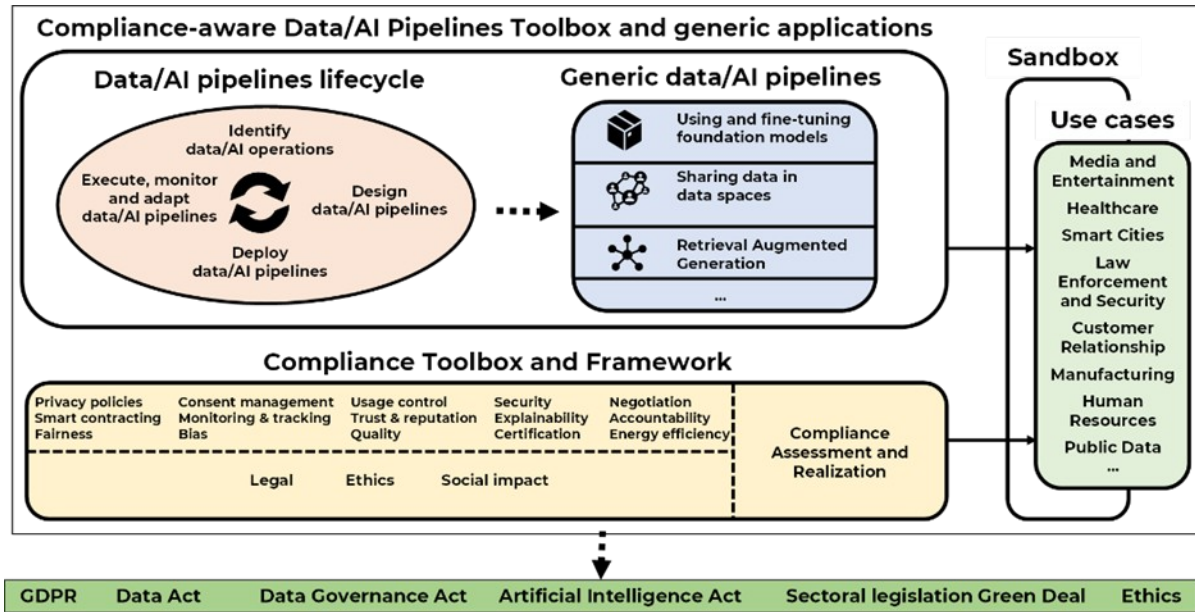 Compliance-aware Data/AI Pipelines Toolbox and generic applications
Data/AI pipelines lifecycle
Identify
data/AI operations
Execute, monitor
and adapt
data/AI pipelines
Design
data/AI pipelines
Deploy
data/AI pipelines
Generic data/AI pipelines
Using and fine-tuning
foundation models
Sharing data in
data spaces
Retrieval Augmented
Generation
...
Sandbox
Use cases
Media and
Entertainment
Healthcare
Smart Cities
Law
Enforcement
and Security
Customer
Relationship
Manufacturing
Human
Resources
Public Data
...
Compliance Toolbox and Framework
Privacy policies
Smart contracting
Fairness
Consent management
Monitoring & tracking
Bias
Usage control
Trust & reputation
Quality
Security
Explainability
Certification
Negotiation
Accountability
Energy efficiency
Legal Ethics Social impact
Compliance
Assessment and
Realization
GDPR Data Act Data Governance Act Artificial Intelligence Act Sectoral legislation Green Deal Ethics